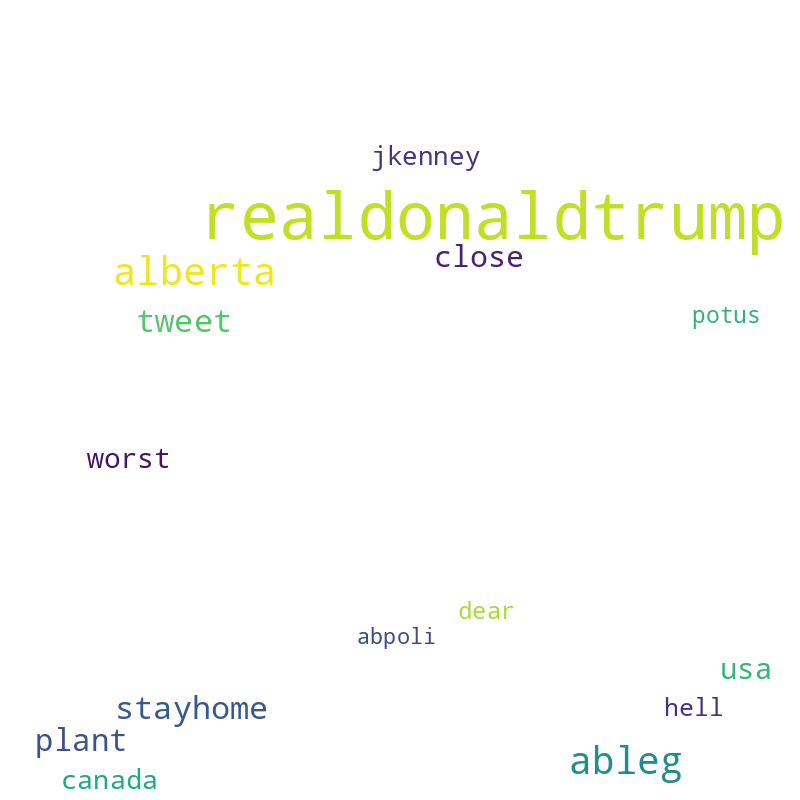 jkenney
realdonaldtrump
close
alberta
tweet
potus
worst
dear
abpoli
usa
stayhome
hell
plant
ableg
canada